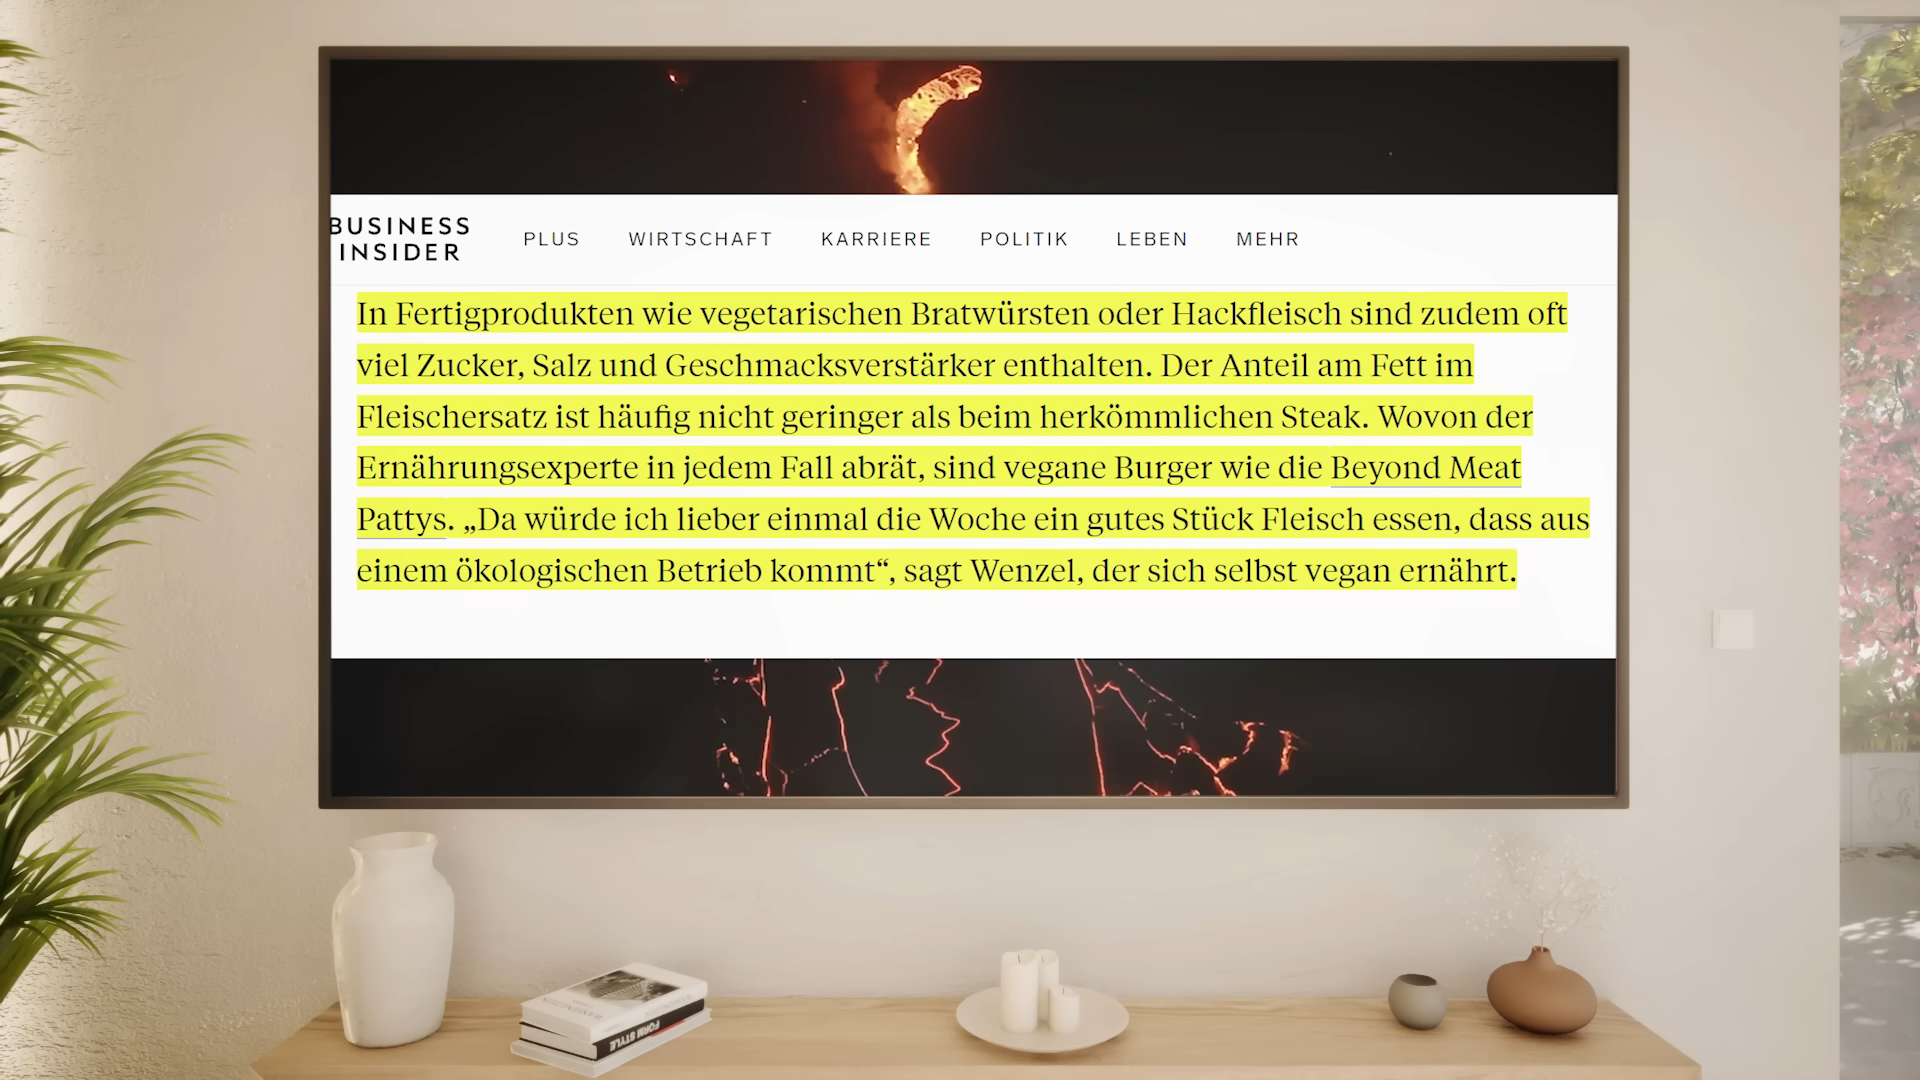 BUSINESS
INSIDER
PLUS WIRTSCHAFT KARRIERE POLITIK LEBEN MEHR
In Fertigprodukten wie vegetarischen Bratwürsten oder Hackfleisch sind zudem oft
viel Zucker, Salz und Geschmacksverstärker enthalten. Der Anteil am Fett im
Fleischersatz ist häufig nicht geringer als beim herkömmlichen Steak. Wovon der
Ernährungsexperte in jedem Fall abrät, sind vegane Burger wie die Beyond Meat
Pattys. „Da würde ich lieber einmal die Woche ein gutes Stück Fleisch essen, dass aus
einem ökologischen Betrieb kommt“, sagt Wenzel, der sich selbst vegan ernährt.
FORM STYLE